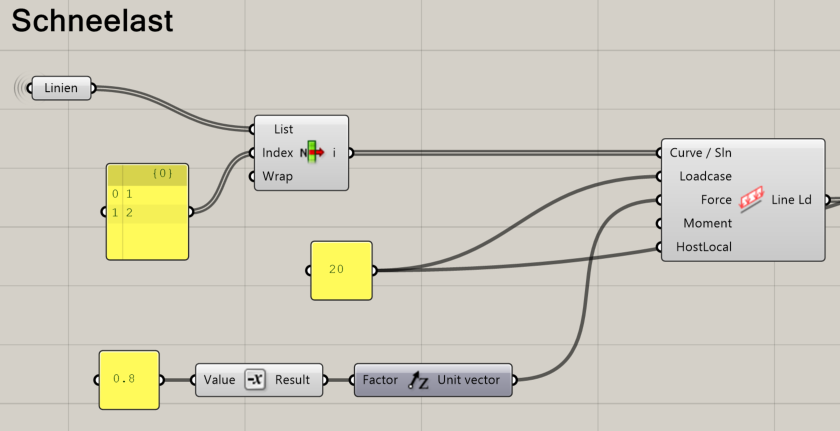 Schneelast
Linien
List
Index N i
Wrap
{0}
0 1
1 2
Curve / Sln
Loadcase
Force Line Ld
Moment
HostLocal
20
0.8
Value -x Result
Factor Z Unit vector